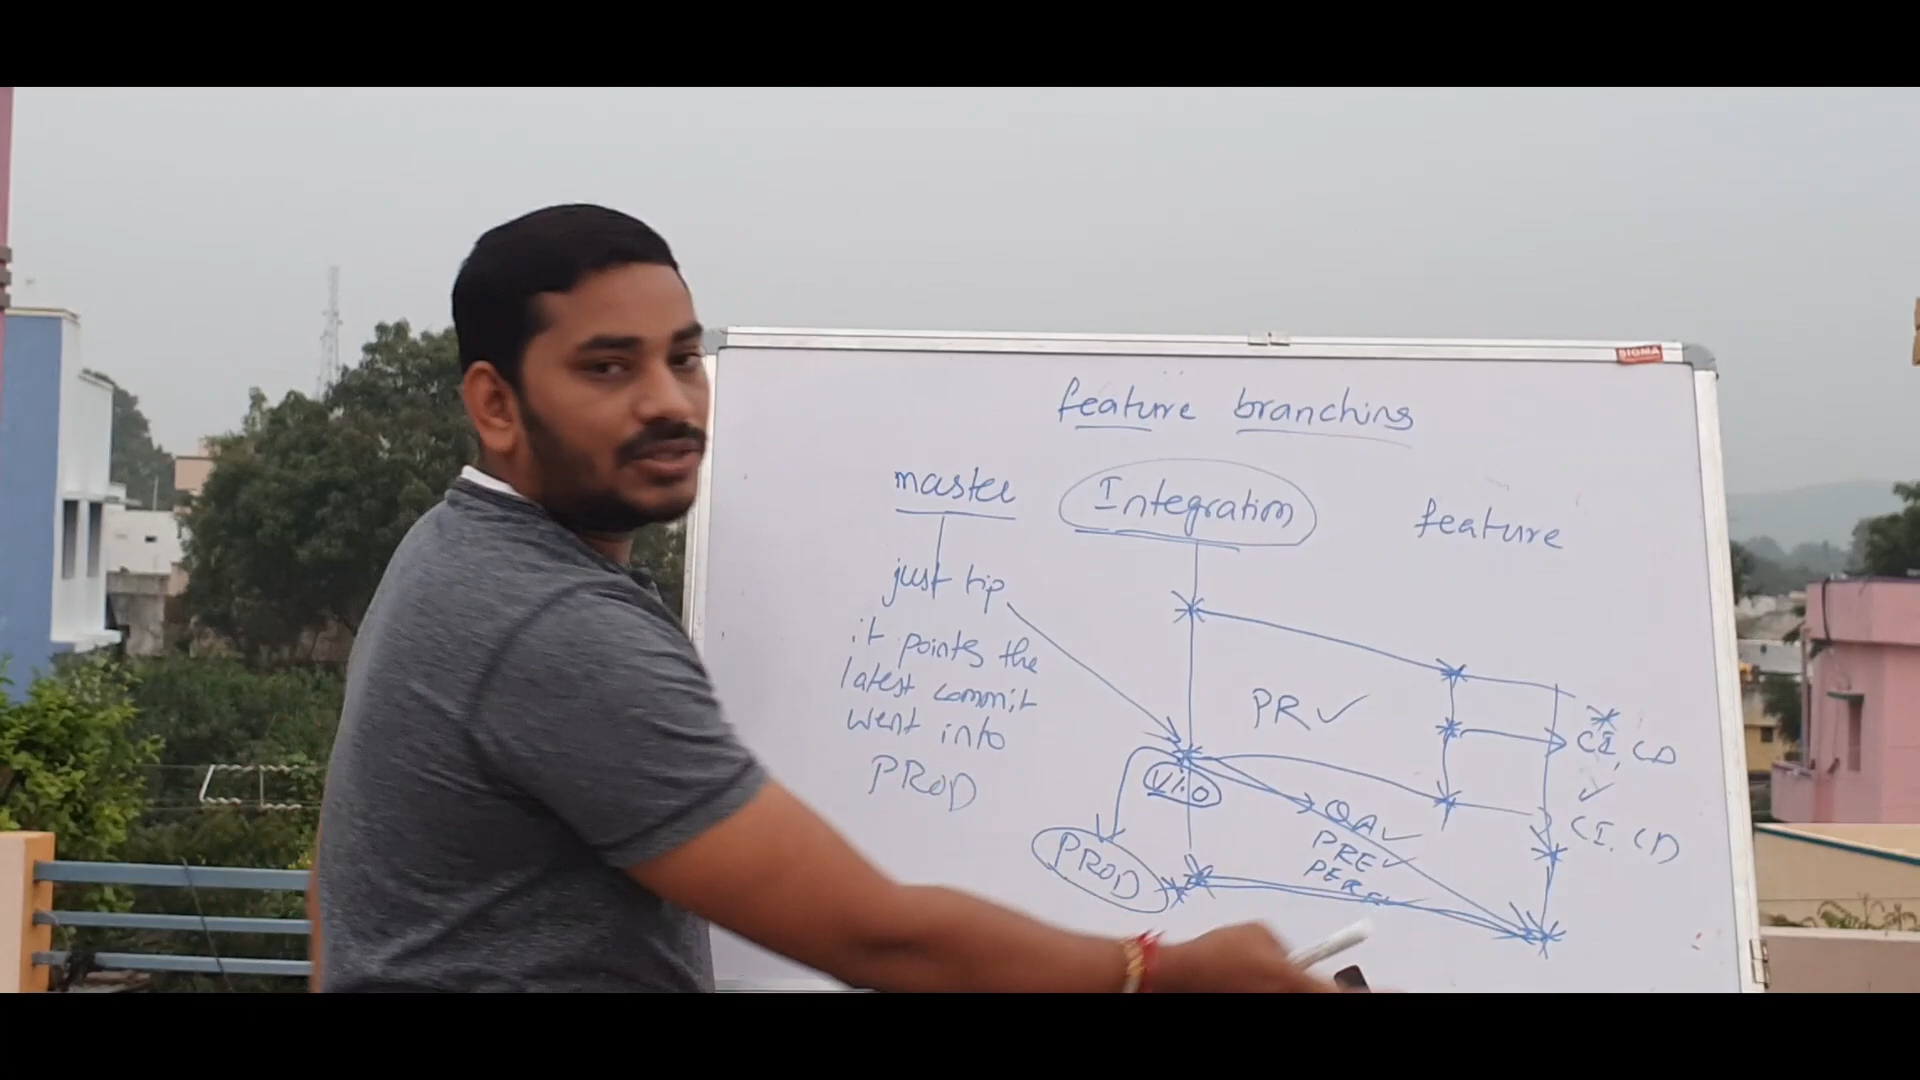 SIGMA
feature branching
master
Integration
feature
just tip
it points the
latest commit
went into
PROD
PR ✓
V1.0
CI, CD
✓
CI, CD
QA ✓
PRE ✓
PERF ✓
PROD